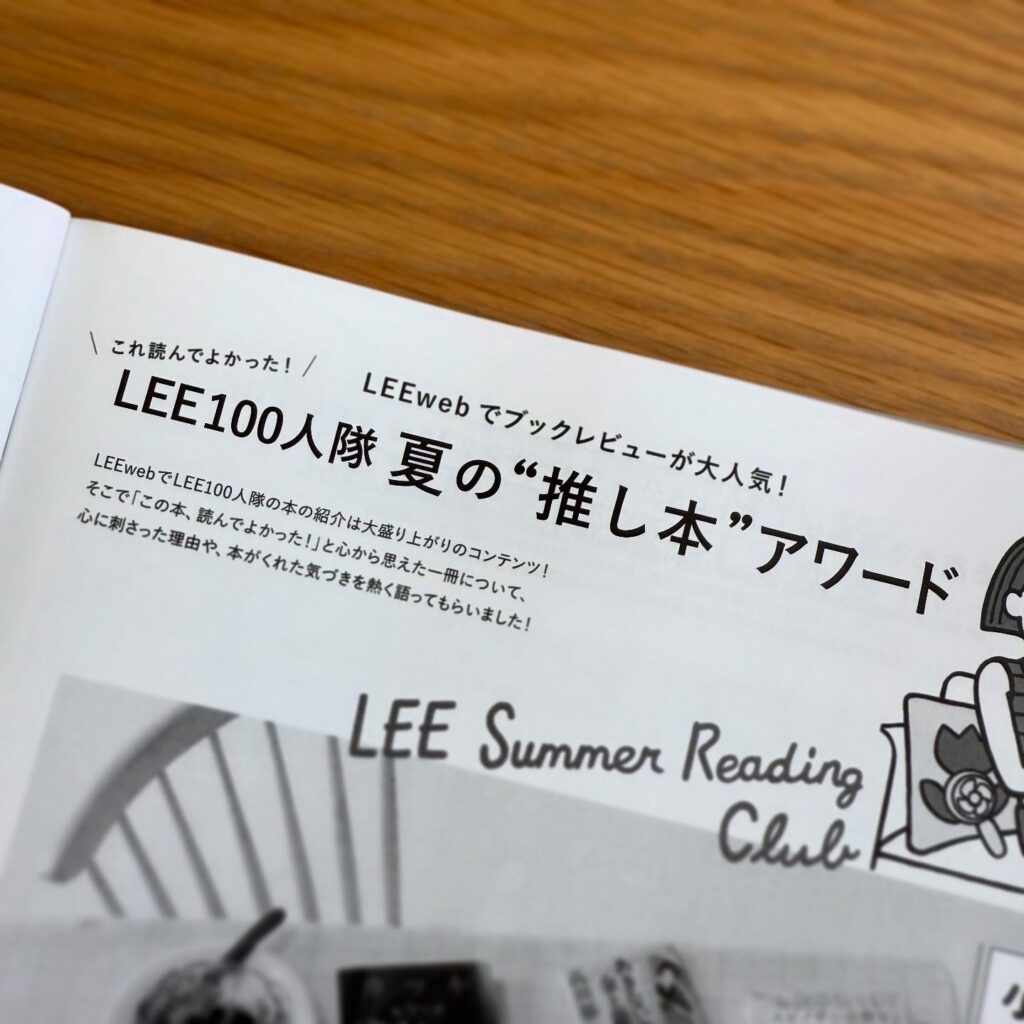 これ読んでよかった!
LEEwebでブックレビューが大人気!
LEE100人隊 夏の“推し本”アワード
LEEwebでLEE100人隊の本の紹介は大盛り上がりのコンテンツ!
そこで「この本、読んでよかった!」と心から思えた一冊について、
心に刺さった理由や、本がくれた気づきを熱く語ってもらいました!
LEE Summer Reading
Club
小